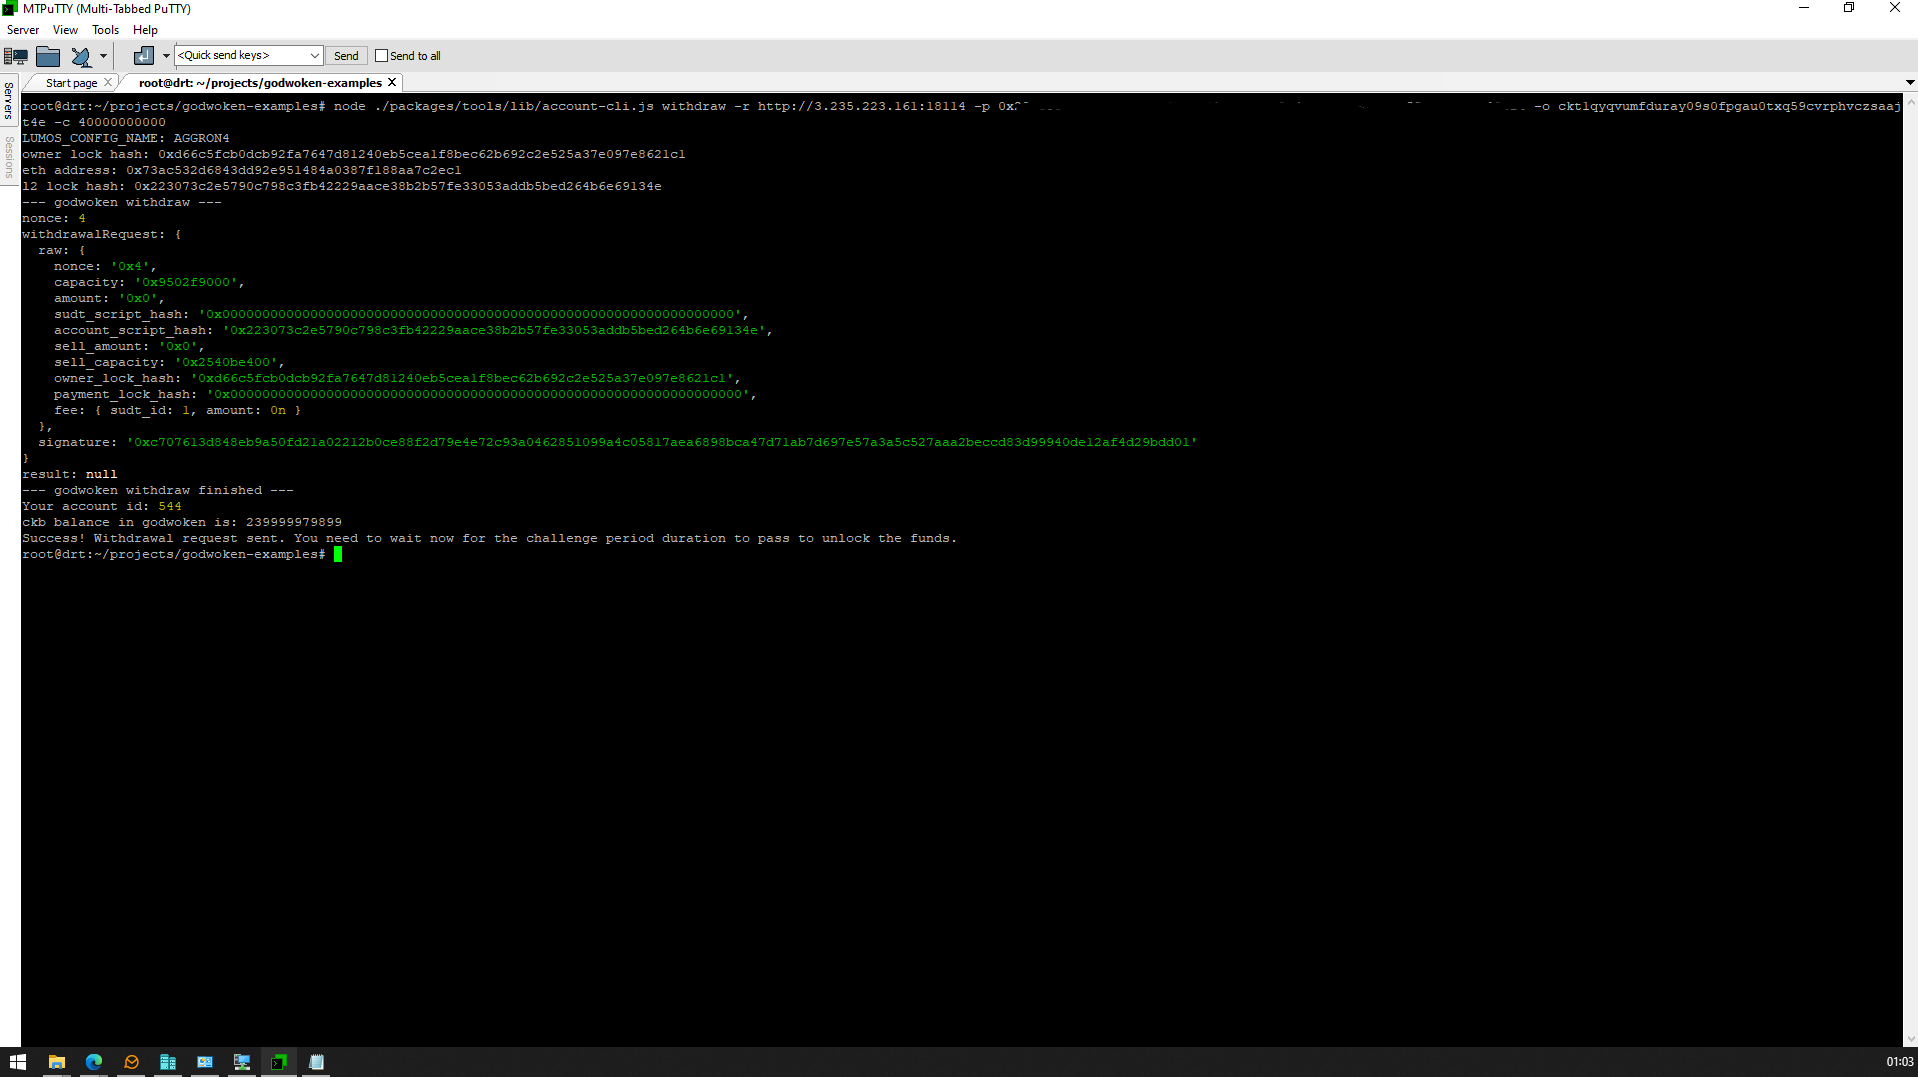 MTPuTTY (Multi-Tabbed PuTTY)
Server View Tools Help
<Quick send keys> Send Send to all
Servers
Sessions
Start page root@drt: ~/projects/godwoken-examples
root@drt:~/projects/godwoken-examples# node ./packages/tools/lib/account-cli.js withdraw -r http://3.235.223.161:18114 -p -o ckt1qyqvumfduray09s0fpgau0txq59cvrphvczsaaj
t4e -c 40000000000
LUMOS_CONFIG_NAME: AGGRON4
owner lock hash: 0xd66c5fcb0dcb92fa7647d81240eb5cea1f8bec62b692c2e525a37e097e8621c1
eth address: 0x73ac532d6843dd92e951484a0387f188aa7c2ec1
l2 lock hash: 0x223073c2e5790c798c3fb42229aace38b2b57fe33053addb5bed264b6e69134e
--- godwoken withdraw ---
nonce: 4
withdrawalRequest: {
raw: {
nonce: '0x4',
capacity: '0x9502f9000',
amount: '0x0',
sudt_script_hash: '0x0000000000000000000000000000000000000000000000000000000000000000',
account_script_hash: '0x223073c2e5790c798c3fb42229aace38b2b57fe33053addb5bed264b6e69134e',
sell_amount: '0x0',
sell_capacity: '0x2540be400',
owner_lock_hash: '0xd66c5fcb0dcb92fa7647d81240eb5cea1f8bec62b692c2e525a37e097e8621c1',
payment_lock_hash: '0x0000000000000000000000000000000000000000000000000000000000000000',
fee: { sudt_id: 1, amount: 0n }
},
signature: '0xc707613d848eb9a50fd21a02212b0ce88f2d79e4e72c93a0462851099a4c05817aea6898bca47d71ab7d697e57a3a5c527aaa2beccd83d99940de12af4d29bdd01'
}
result: null
--- godwoken withdraw finished ---
Your account id: 544
ckb balance in godwoken is: 239999979899
Success! Withdrawal request sent. You need to wait now for the challenge period duration to pass to unlock the funds.
root@drt:~/projects/godwoken-examples#
01:03